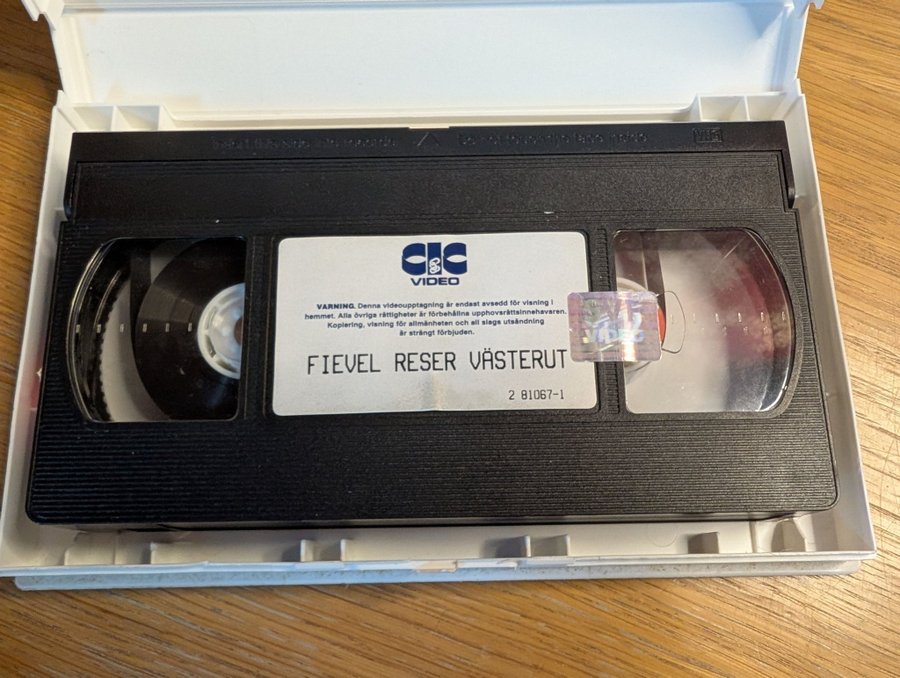 VHS
CIC
VIDEO
VARNING. Denna videoupptagning är endast avsedd för visning i
hemmet. Alla övriga rättigheter är förbehållna upphovsrättsinnehavaren.
Kopiering, visning för allmänheten och all slags utsändning
är strängt förbjuden.
FIEVEL RESER VÄSTERUT
2 81067-1